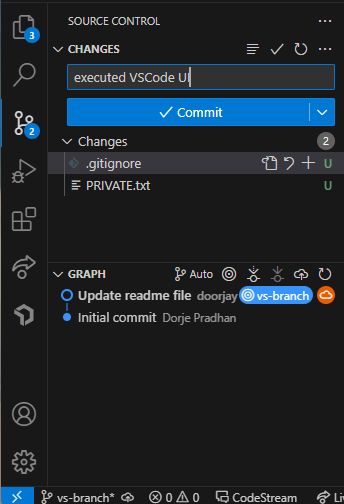 SOURCE CONTROL
3
CHANGES
executed VSCode UI
2
Commit
Changes 2
.gitignore U
PRIVATE.txt U
GRAPH Auto
Update readme file doorjay vs-branch
Initial commit Dorje Pradhan
vs-branch* 0 0 CodeStream Li